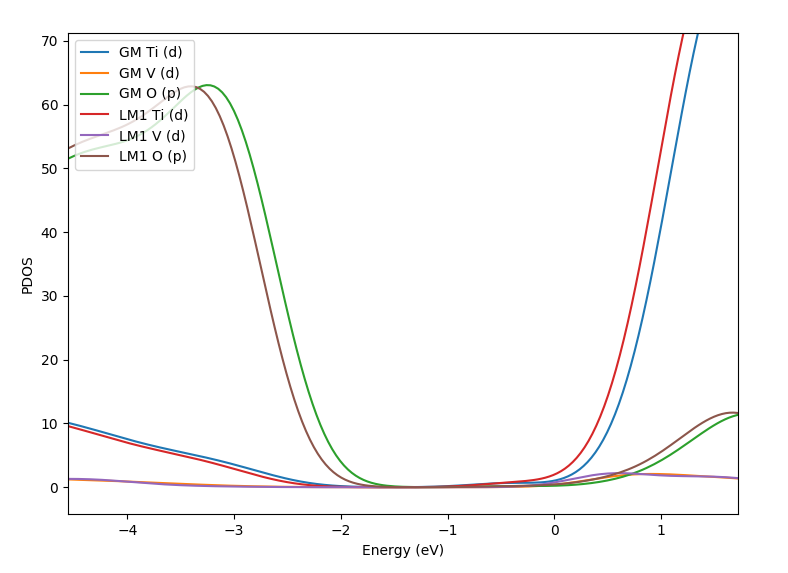 70
60
50
40
30
20
10
0
PDOS
GM Ti (d)
GM V (d)
GM O (p)
LM1 Ti (d)
LM1 V (d)
LM1 O (p)
−4
−3
−2
−1
0
1
Energy (eV)